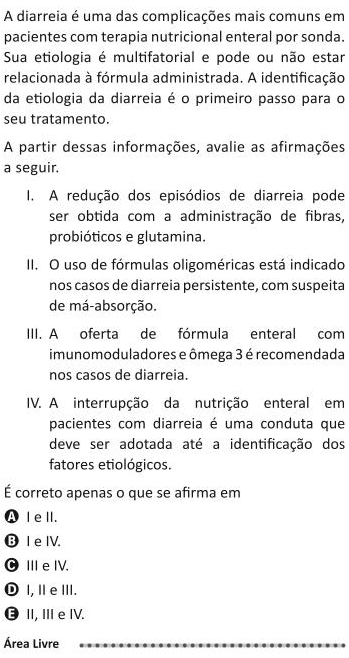 A diarreia é uma das complicações mais comuns em
pacientes com terapia nutricional enteral por sonda.
Sua etiologia é multifatorial e pode ou não estar
relacionada à fórmula administrada. A identificação
da etiologia da diarreia é o primeiro passo para o
seu tratamento.
A partir dessas informações, avalie as afirmações
a seguir.
I. A redução dos episódios de diarreia pode
ser obtida com a administração de fibras,
probióticos e glutamina.
II. O uso de fórmulas oligoméricas está indicado
nos casos de diarreia persistente, com suspeita
de má-absorção.
III. A oferta de fórmula enteral com
imunomoduladores e ômega 3 é recomendada
nos casos de diarreia.
IV. A interrupção da nutrição enteral em
pacientes com diarreia é uma conduta que
deve ser adotada até a identificação dos
fatores etiológicos.
É correto apenas o que se afirma em
A I e II.
B I e IV.
C III e IV.
D I, II e III.
E II, III e IV.
Área Livre